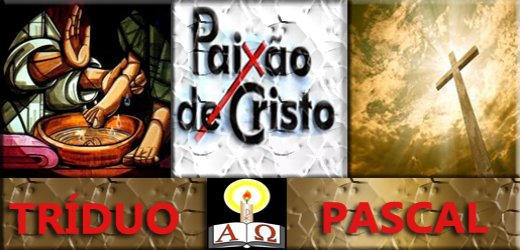 Paixão
de Cristo
TRÍDUO
Α Ω
PASCAL